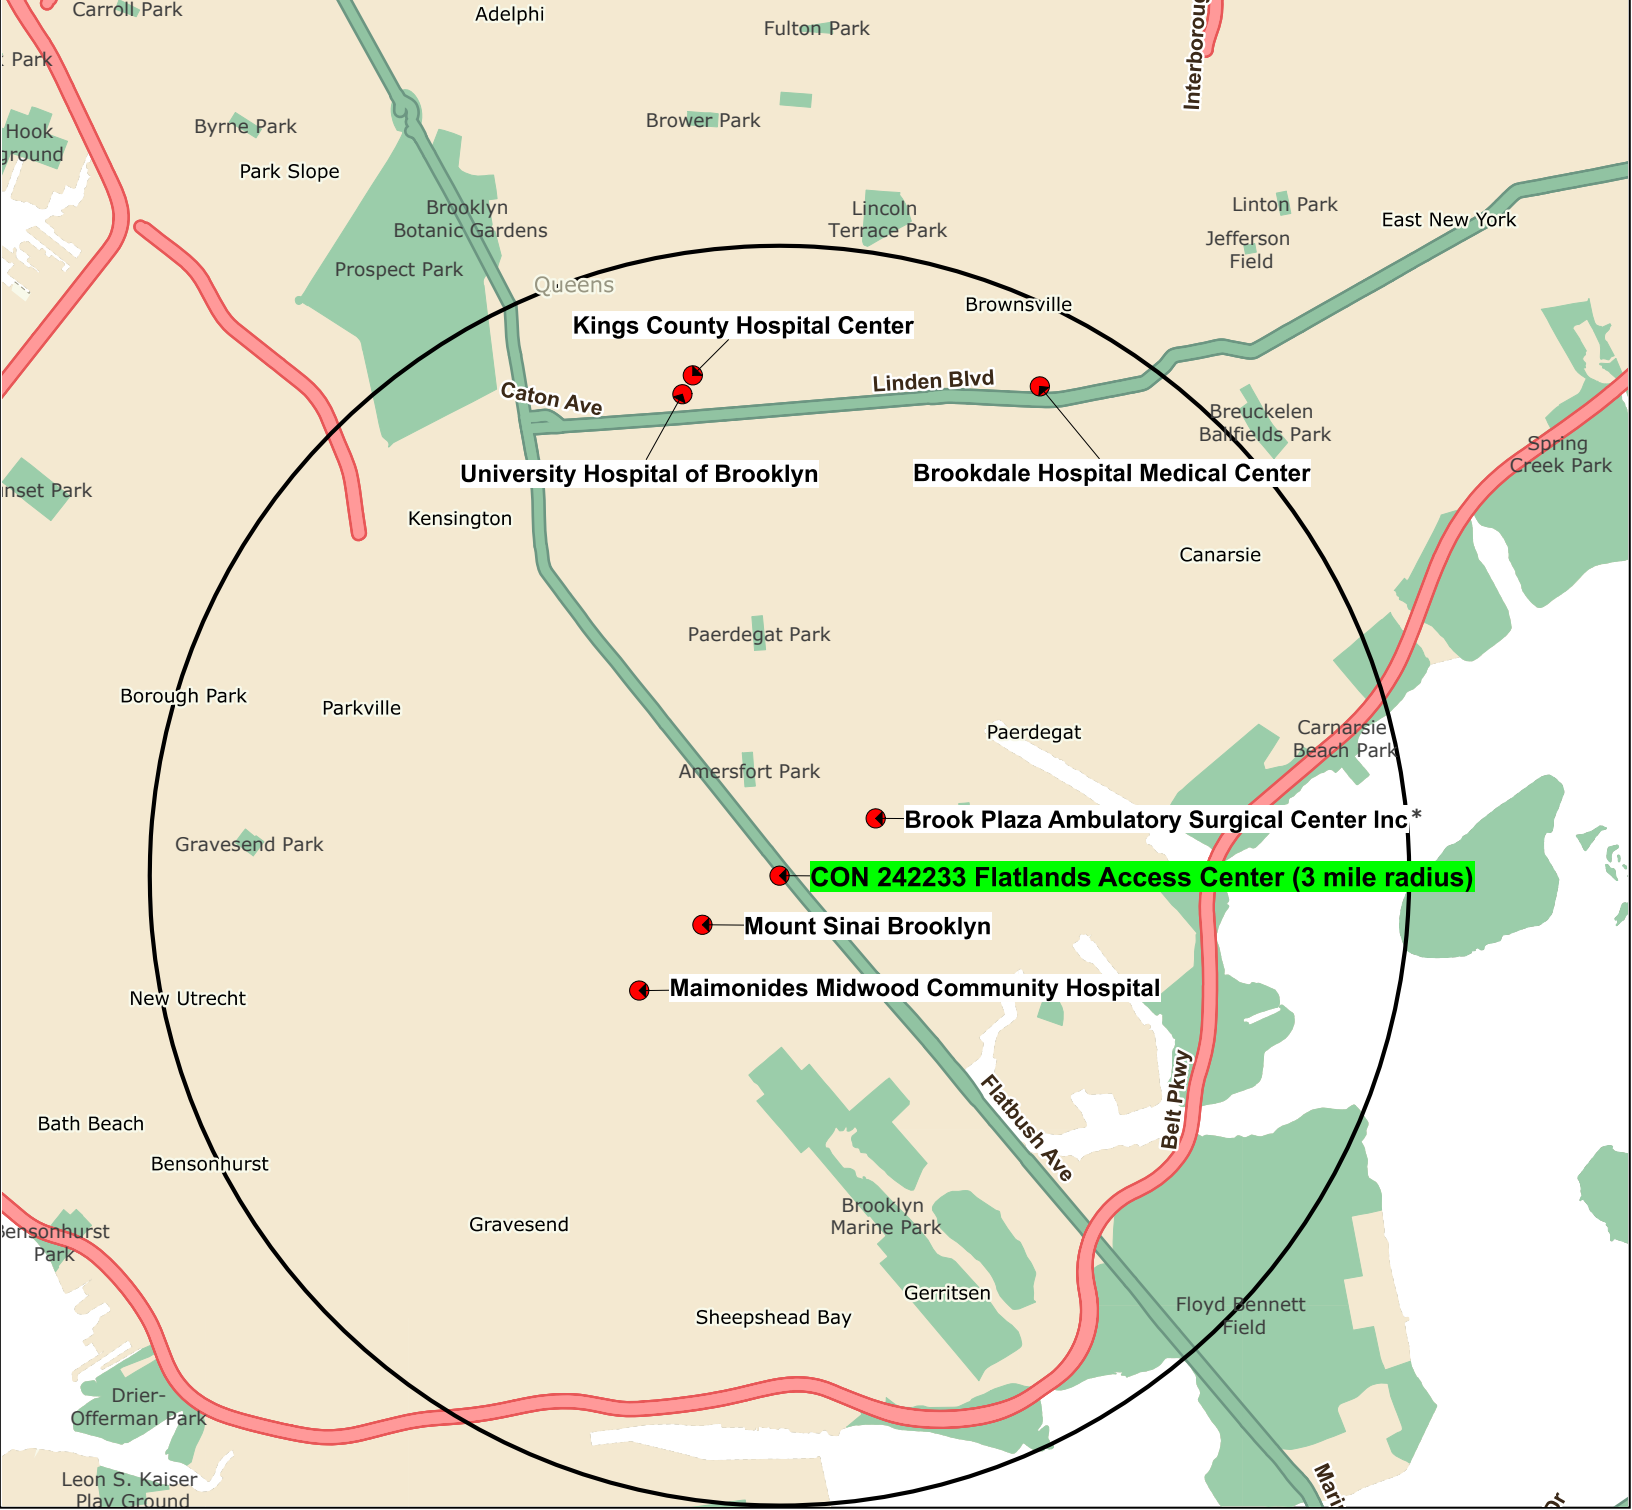 Carroll Park
Adelphi
Fulton Park
Park
Byrne Park
Brower Park
Hook
Park Slope
Brooklyn
Botanic Gardens
Lincoln
Terrace Park
Linton Park
East New York
Jefferson
Field
Prospect Park
Queens
Brownsville
Kings County Hospital Center
Caton Ave
Linden Blvd
Breuckelen
Ballfields Park
Spring
Creek Park
University Hospital of Brooklyn
Brookdale Hospital Medical Center
Park
Kensington
Canarsie
Paerdegat Park
Borough Park
Parkville
Paerdegat
Carnarsie
Beach Park
Amersfort Park
Brook Plaza Ambulatory Surgical Center Inc*
Gravesend Park
CON 242233 Flatlands Access Center (3 mile radius)
Mount Sinai Brooklyn
Maimonides Midwood Community Hospital
New Utrecht
Flatbush Ave
Belt Pkwy
Bath Beach
Bensonhurst
Brooklyn
Marine Park
Gravesend
Bensonhurst
Park
Gerritsen
Sheepshead Bay
Floyd Bennett
Field
Drier-
Offerman Park
Leon S. Kaiser
Play Ground